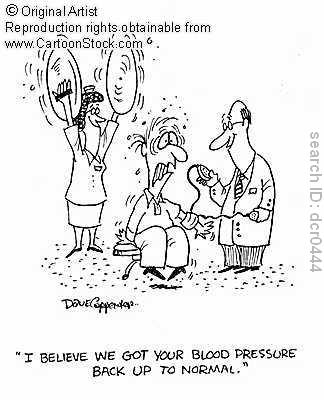 © Original Artist
Reproduction rights obtainable from
www.CartoonStock.com
search ID: dcr0444
"I BELIEVE WE GOT YOUR BLOOD PRESSURE
BACK UP TO NORMAL."